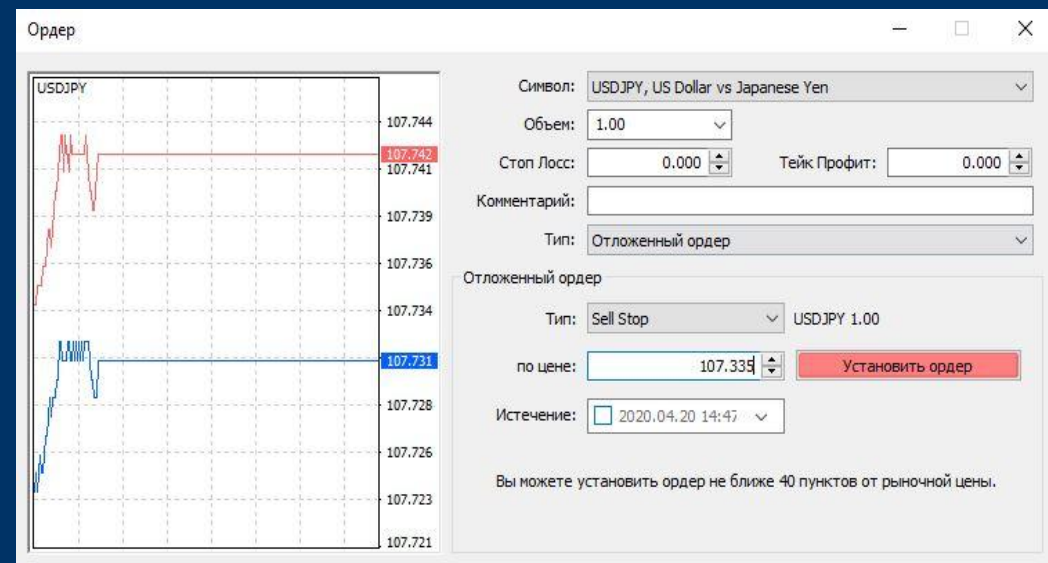 Ордер
USDJPY
107.744
107.742
107.741
107.739
107.736
107.734
107.731
107.728
107.726
107.723
107.721
Символ: USDJPY, US Dollar vs Japanese Yen
Объем: 1.00
Стоп Лосс: 0.000 Тейк Профит: 0.000
Комментарий:
Тип: Отложенный ордер
Отложенный ордер
Тип: Sell Stop USDJPY 1.00
по цене: 107.335 Установить ордер
Истечение: 2020.04.20 14:47
Вы можете установить ордер не ближе 40 пунктов от рыночной цены.